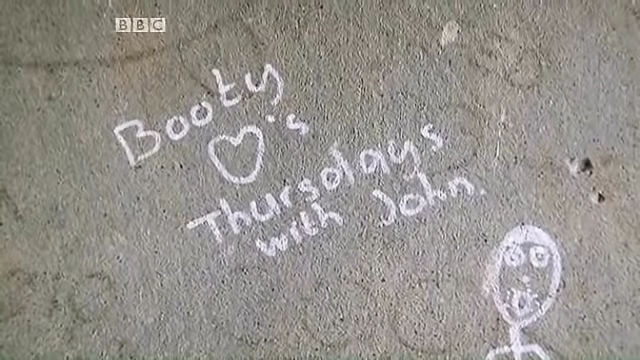 BBC
Booty
♡'s
Thursdays
with John.